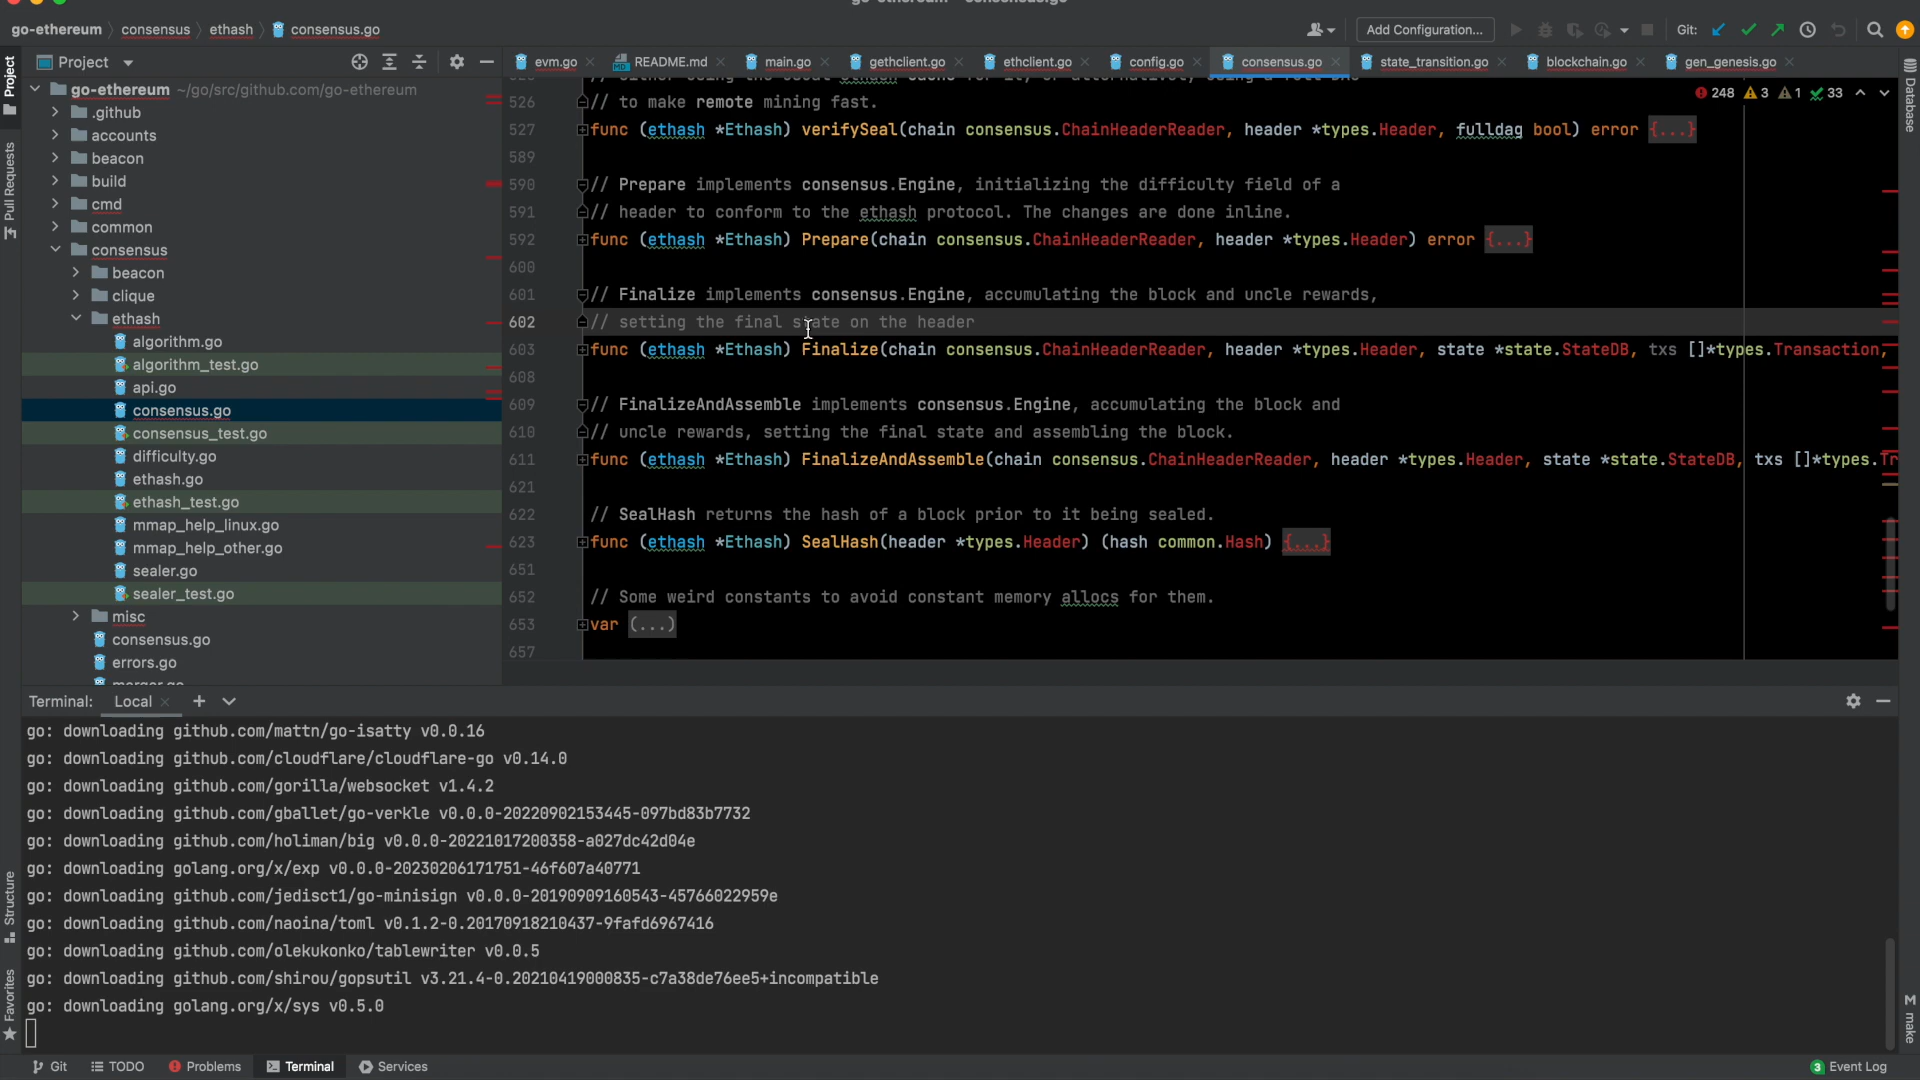 go-ethereum consensus ethash consensus.go
Add Configuration...
Git:
Project
evm.go README.md main.go gethclient.go ethclient.go config.go consensus.go state_transition.go blockchain.go gen_genesis.go
Project
Pull Requests
Structure
Favorites
Database
make
go-ethereum ~/go/src/github.com/go-ethereum
.github
accounts
beacon
build
cmd
common
consensus
beacon
clique
ethash
algorithm.go
algorithm_test.go
api.go
consensus.go
consensus_test.go
difficulty.go
ethash.go
ethash_test.go
mmap_help_linux.go
mmap_help_other.go
sealer.go
sealer_test.go
misc
consensus.go
errors.go
248 3 1 33
526 // to make remote mining fast.
527 func (ethash *Ethash) verifySeal(chain consensus.ChainHeaderReader, header *types.Header, fulldag bool) error {...}
589
590 // Prepare implements consensus.Engine, initializing the difficulty field of a
591 // header to conform to the ethash protocol. The changes are done inline.
592 func (ethash *Ethash) Prepare(chain consensus.ChainHeaderReader, header *types.Header) error {...}
600
601 // Finalize implements consensus.Engine, accumulating the block and uncle rewards,
602 // setting the final state on the header
603 func (ethash *Ethash) Finalize(chain consensus.ChainHeaderReader, header *types.Header, state *state.StateDB, txs []*types.Transaction,
608
609 // FinalizeAndAssemble implements consensus.Engine, accumulating the block and
610 // uncle rewards, setting the final state and assembling the block.
611 func (ethash *Ethash) FinalizeAndAssemble(chain consensus.ChainHeaderReader, header *types.Header, state *state.StateDB, txs []*types.Tr
621
622 // SealHash returns the hash of a block prior to it being sealed.
623 func (ethash *Ethash) SealHash(header *types.Header) (hash common.Hash) {...}
651
652 // Some weird constants to avoid constant memory allocs for them.
653 var (...)
657
Terminal: Local
go: downloading github.com/mattn/go-isatty v0.0.16
go: downloading github.com/cloudflare/cloudflare-go v0.14.0
go: downloading github.com/gorilla/websocket v1.4.2
go: downloading github.com/gballet/go-verkle v0.0.0-20220902153445-097bd83b7732
go: downloading github.com/holiman/big v0.0.0-20221017200358-a027dc42d04e
go: downloading golang.org/x/exp v0.0.0-20230206171751-46f607a40771
go: downloading github.com/jedisct1/go-minisign v0.0.0-20190909160543-45766022959e
go: downloading github.com/naoina/toml v0.1.2-0.20170918210437-9fafd6967416
go: downloading github.com/olekukonko/tablewriter v0.0.5
go: downloading github.com/shirou/gopsutil v3.21.4-0.20210419000835-c7a38de76ee5+incompatible
go: downloading golang.org/x/sys v0.5.0
Git TODO Problems Terminal Services
3 Event Log